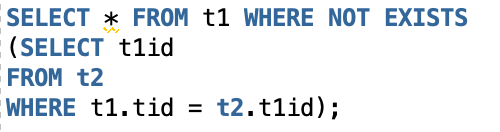 SELECT * FROM t1 WHERE NOT EXISTS
(SELECT t1id
FROM t2
WHERE t1.tid = t2.t1id);